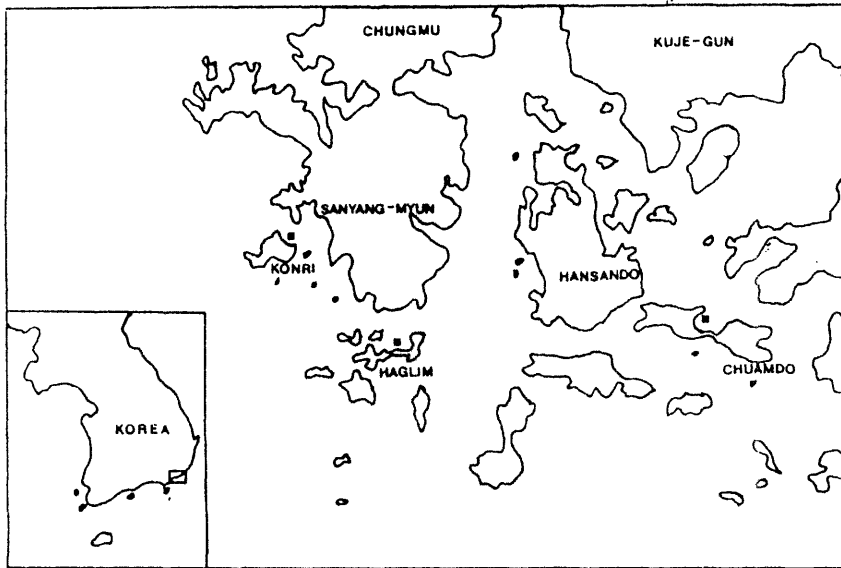 CHUNGMU
KUJE-GUN
SANYANG-MYUN
KONRI
HANSANDO
HAGLIM
CHUAMDO
KOREA